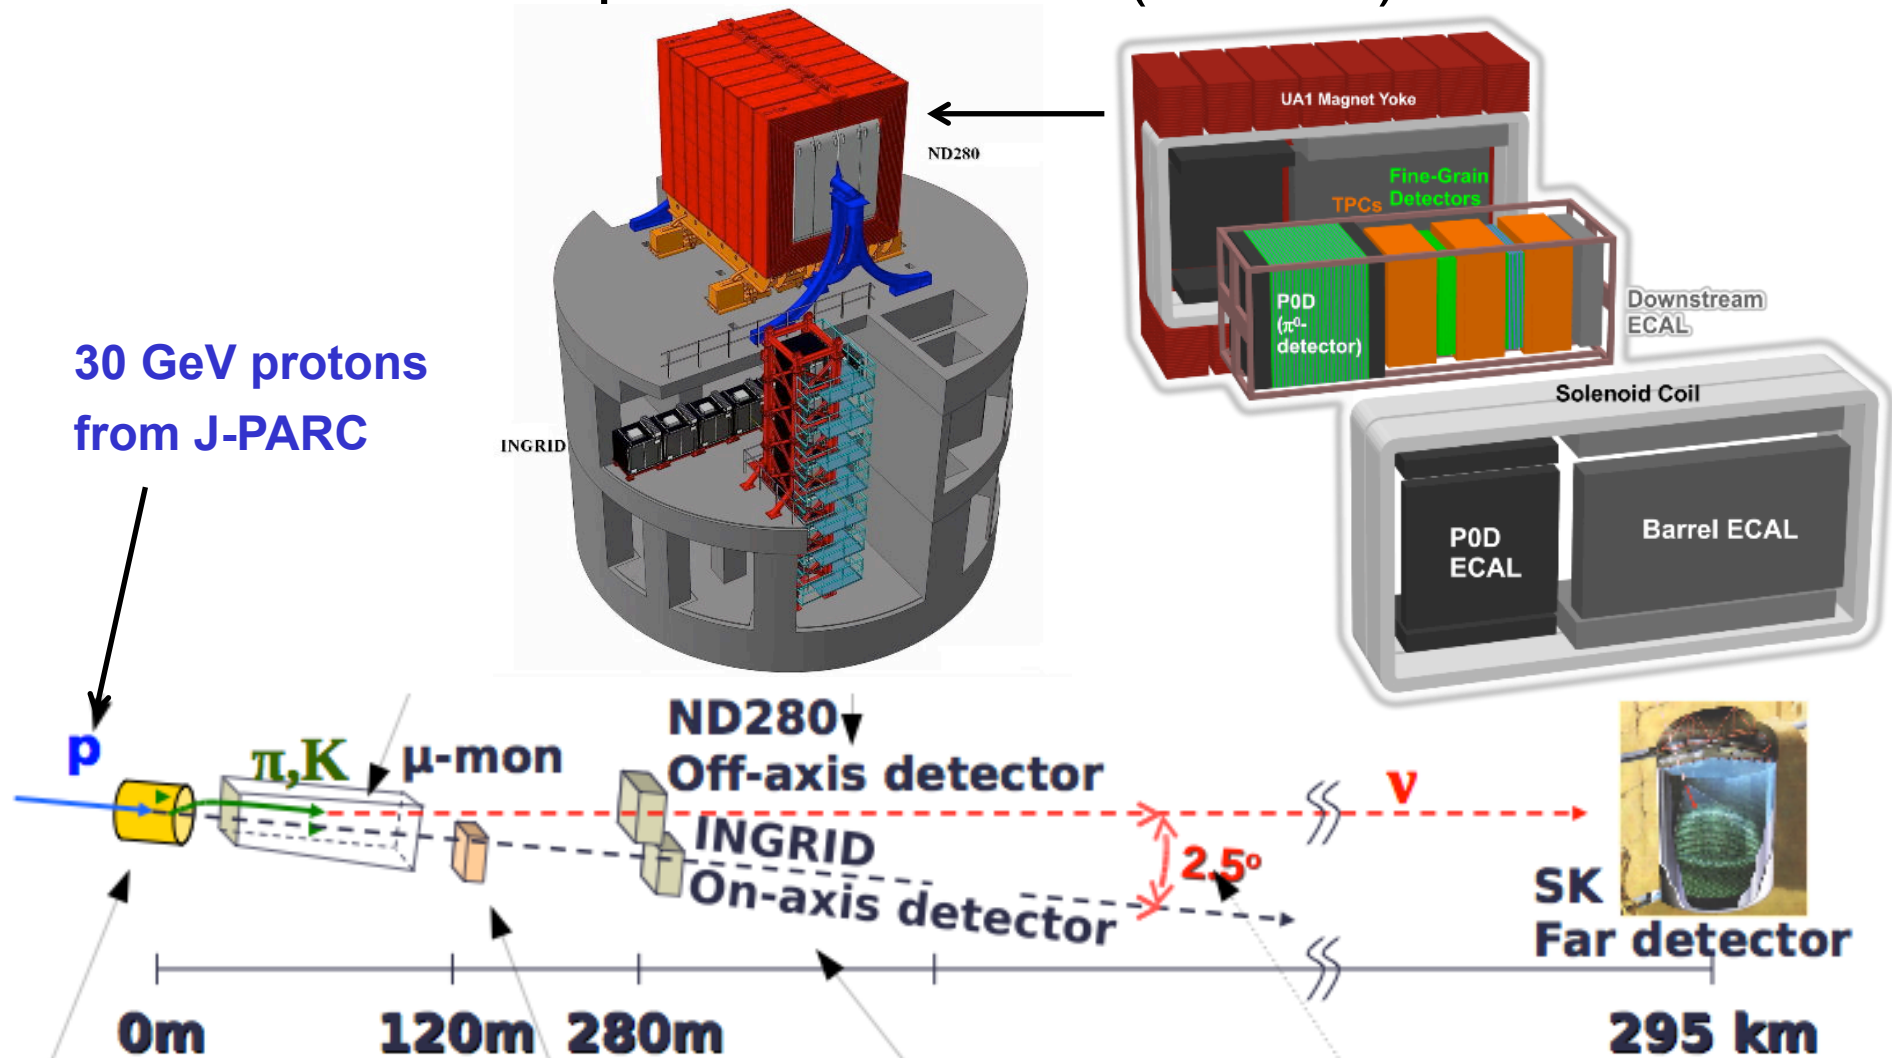 UA1 Magnet Yoke
ND280
Fine-Grain
Detectors
TPCs
P0D
(π⁰-
detector)
Downstream
ECAL
30 GeV protons
from J-PARC
Solenoid Coil
INGRID
P0D
ECAL
Barrel ECAL
p
π,K
μ-mon
ND280
Off-axis detector
ν
INGRID
On-axis detector
2.5º
SK
Far detector
0m
120m
280m
295 km